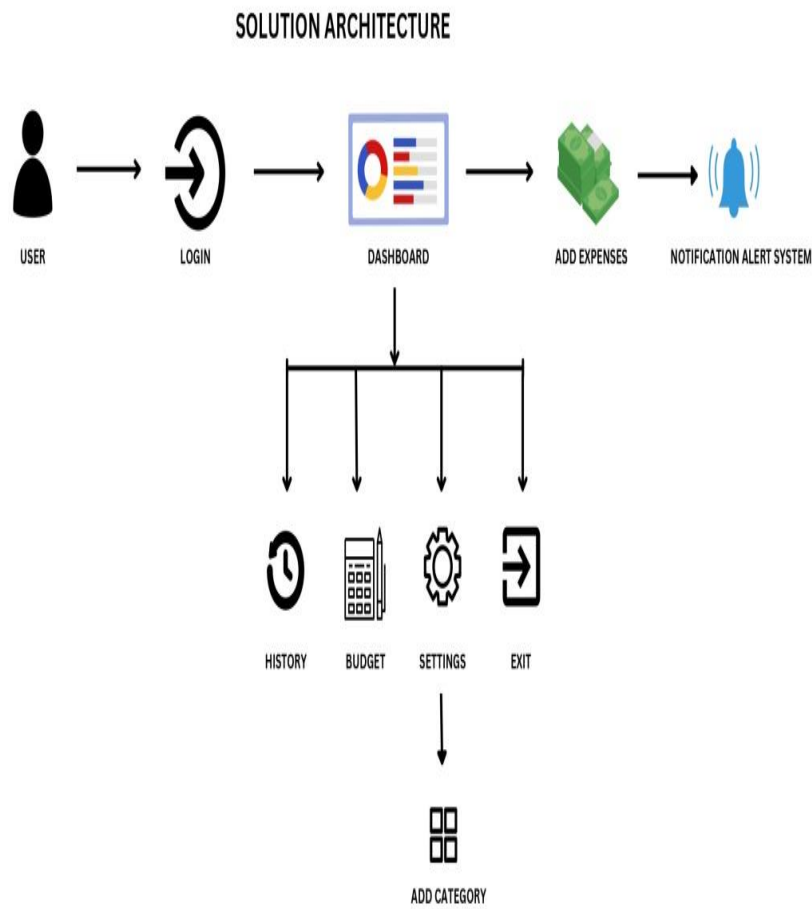 SOLUTION ARCHITECTURE
USER
LOGIN
DASHBOARD
ADD EXPENSES
NOTIFICATION ALERT SYSTEM
HISTORY
BUDGET
SETTINGS
EXIT
ADD CATEGORY